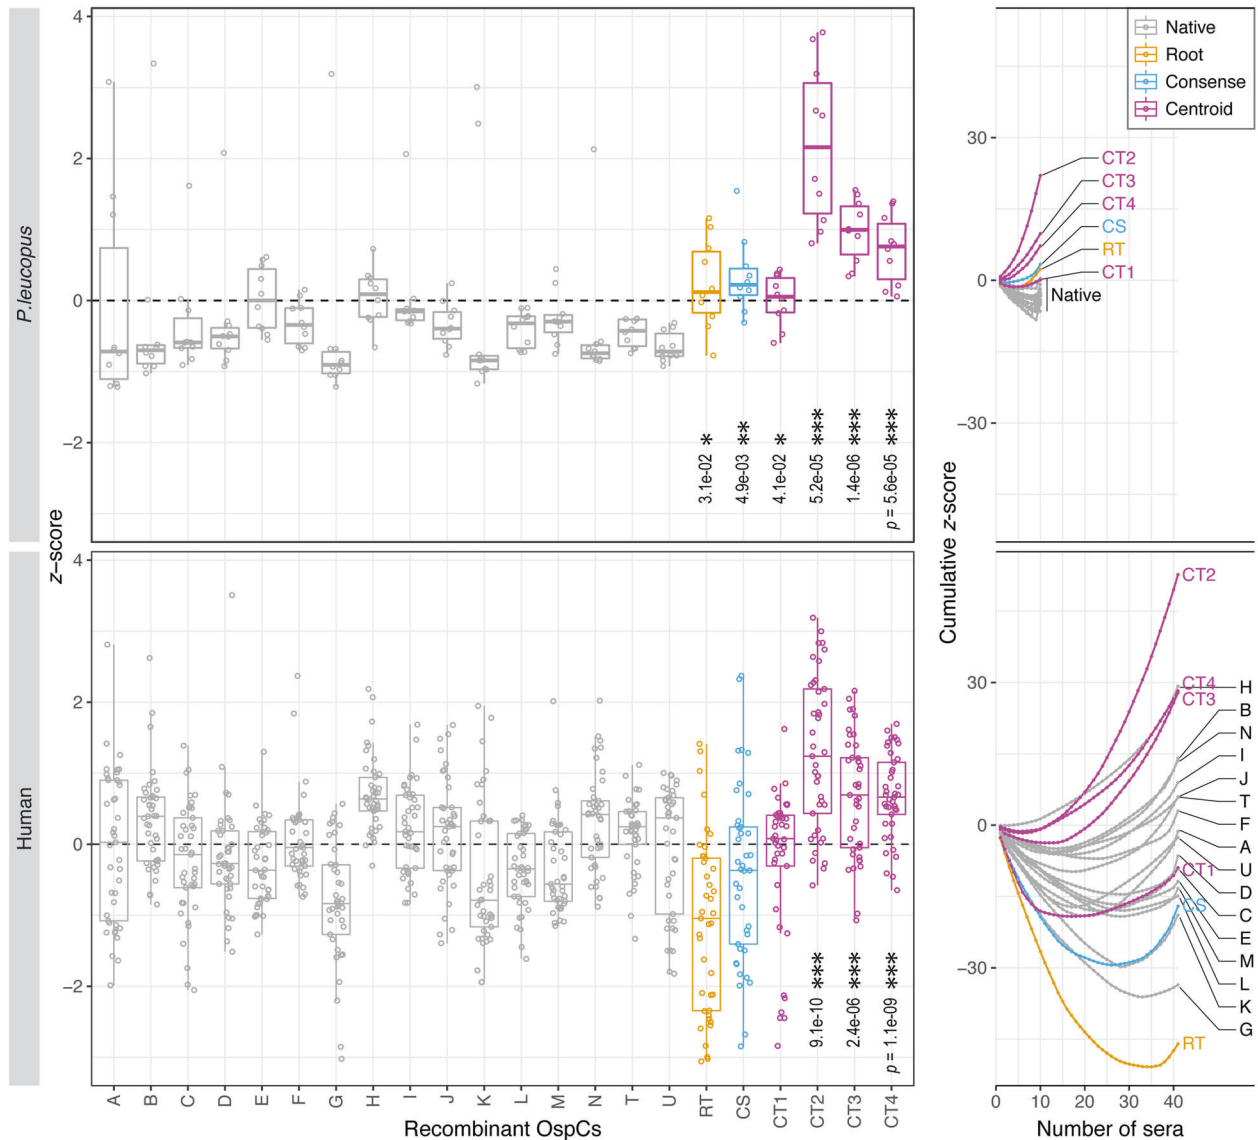 P.leucopus
Human
z-score
4
2
0
−2
3.1e-02 *
4.9e-03 **
4.1e-02 *
5.2e-05 ***
1.4e-06 ***
p = 5.6e-05 ***
4
2
0
−2
9.1e-10 ***
2.4e-06 ***
p = 1.1e-09 ***
A B C D E F G H I J K L M N T U RT CS CT1 CT2 CT3 CT4
Recombinant OspCs
Native
Root
Consense
Centroid
Cumulative z-score
30
0
−30
CT2
CT3
CT4
CS
RT
CT1
Native
30
0
−30
CT2
CT4
CT3
CT1
CS
RT
H
B
N
I
J
T
F
A
U
D
C
E
M
L
K
G
0 10 20 30 40
Number of sera